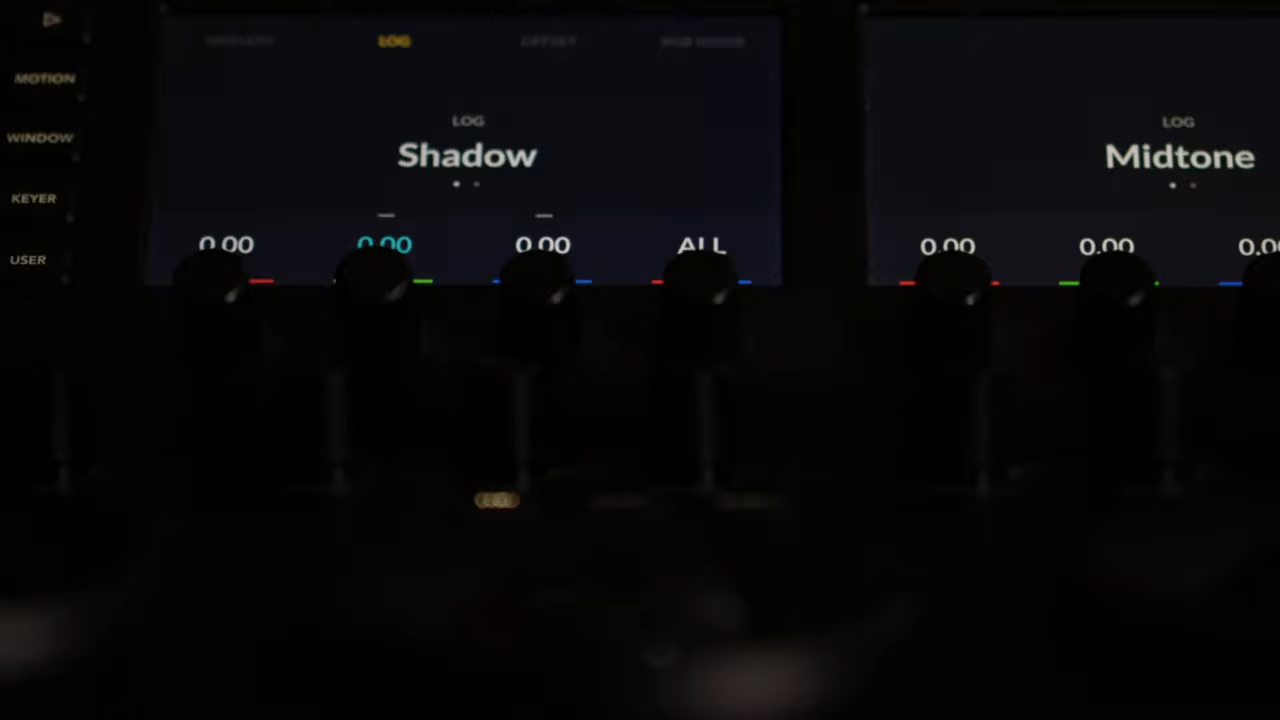 MOTION
WINDOW
KEYER
USER
LOG OFFSET
LOG
Shadow
0.00 0.00 0.00 ALL
LOG
Midtone
0.00 0.00